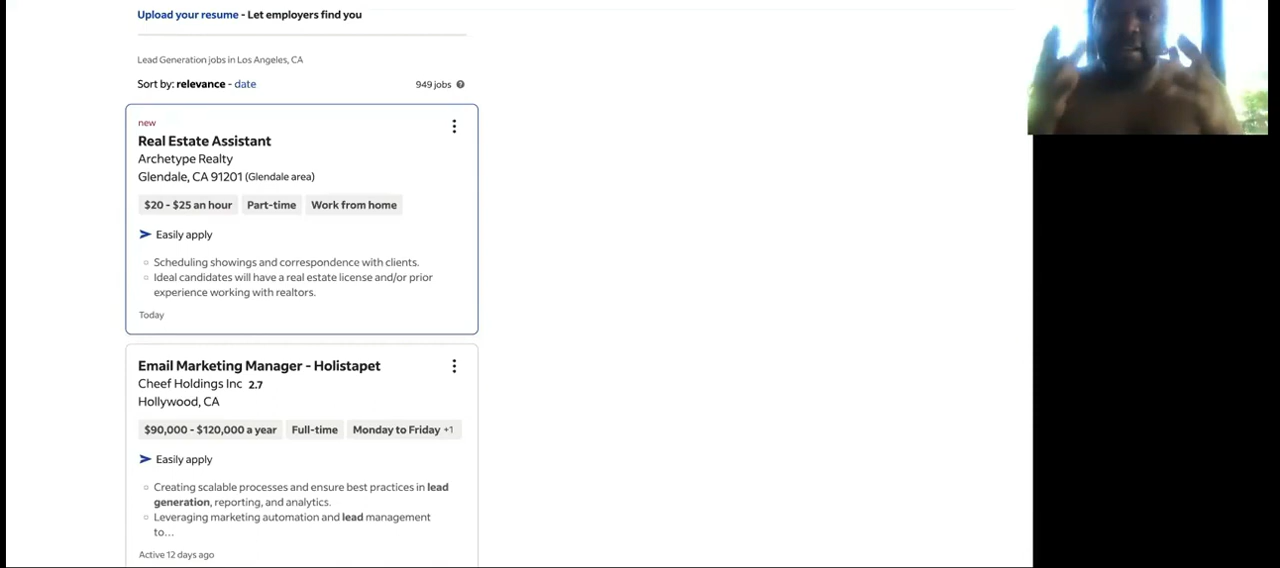 Upload your resume - Let employers find you
Lead Generation jobs in Los Angeles, CA
Sort by: relevance - date
949 jobs
new
Real Estate Assistant
Archetype Realty
Glendale, CA 91201 (Glendale area)
$20 - $25 an hour Part-time Work from home
Easily apply
Scheduling showings and correspondence with clients.
Ideal candidates will have a real estate license and/or prior
experience working with realtors.
Today
Email Marketing Manager - Holistapet
Cheef Holdings Inc 2.7
Hollywood, CA
$90,000 - $120,000 a year Full-time Monday to Friday +1
Easily apply
Creating scalable processes and ensure best practices in lead
generation, reporting, and analytics.
Leveraging marketing automation and lead management
to…
Active 12 days ago